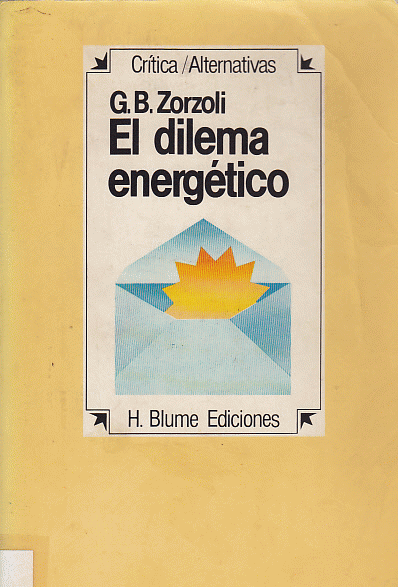 Crítica/Alternativas
G.B.Zorzoli
El dilema
energético
H. Blume Ediciones